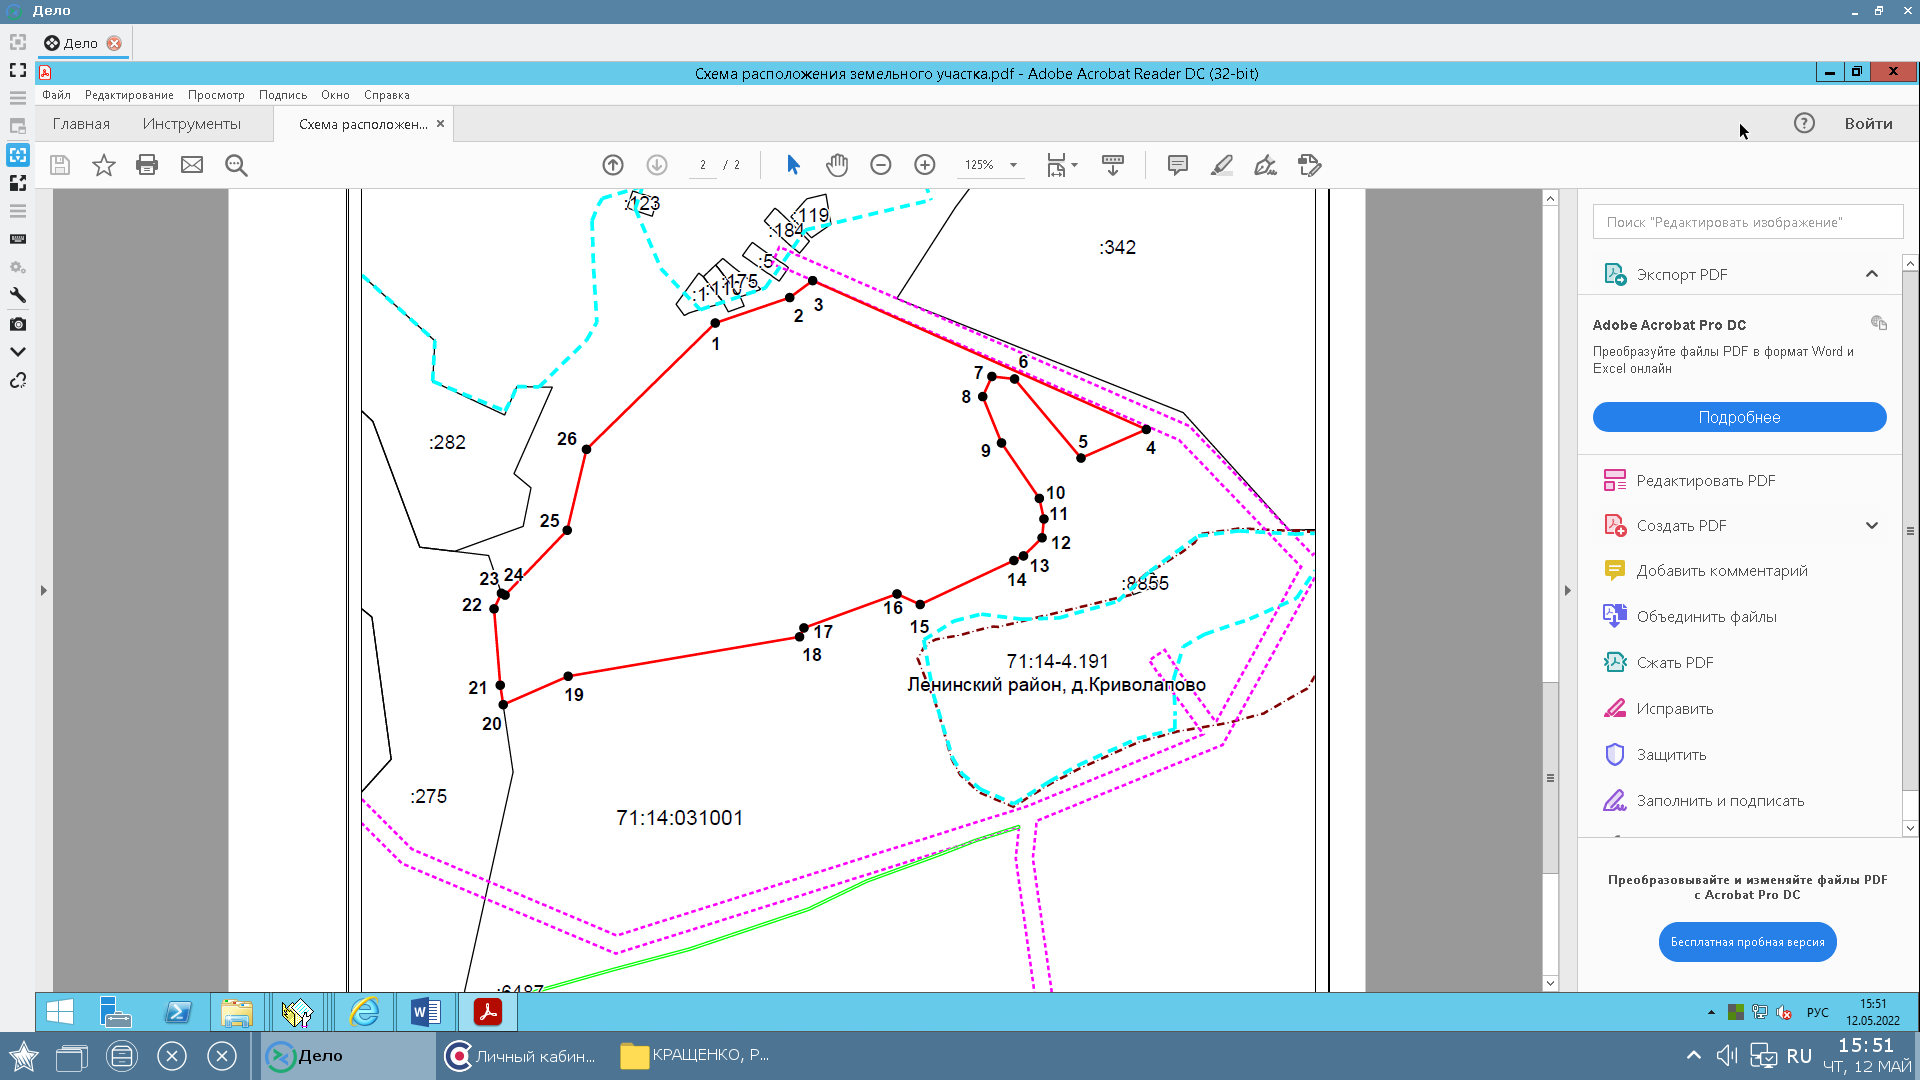 Дело
Дело
Схема расположения земельного участка.pdf - Adobe Acrobat Reader DC (32-bit)
Файл Редактирование Просмотр Подпись Окно Справка
Главная Инструменты Схема расположен... Войти
2 / 2 125%
:123
:119
:184
:5
:175
:342
1
2
3
4
5
6
7
8
9
10
11
12
13
14
15
16
17
18
19
20
21
22
23
24
25
26
:282
:8855
71:14-4.191
Ленинский район, д.Криволапово
:275
71:14:031001
:6487
Поиск "Редактировать изображение"
Экспорт PDF
Adobe Acrobat Pro DC
Преобразуйте файлы PDF в формат Word и
Excel онлайн
Подробнее
Редактировать PDF
Создать PDF
Добавить комментарий
Объединить файлы
Сжать PDF
Исправить
Защитить
Заполнить и подписать
Преобразовывайте и изменяйте файлы PDF
с Acrobat Pro DC
Бесплатная пробная версия
РУС
15:51
12.05.2022
Дело
Личный кабин...
КРАЩЕНКО, Р...
RU
15:51
ЧТ, 12 МАЙ